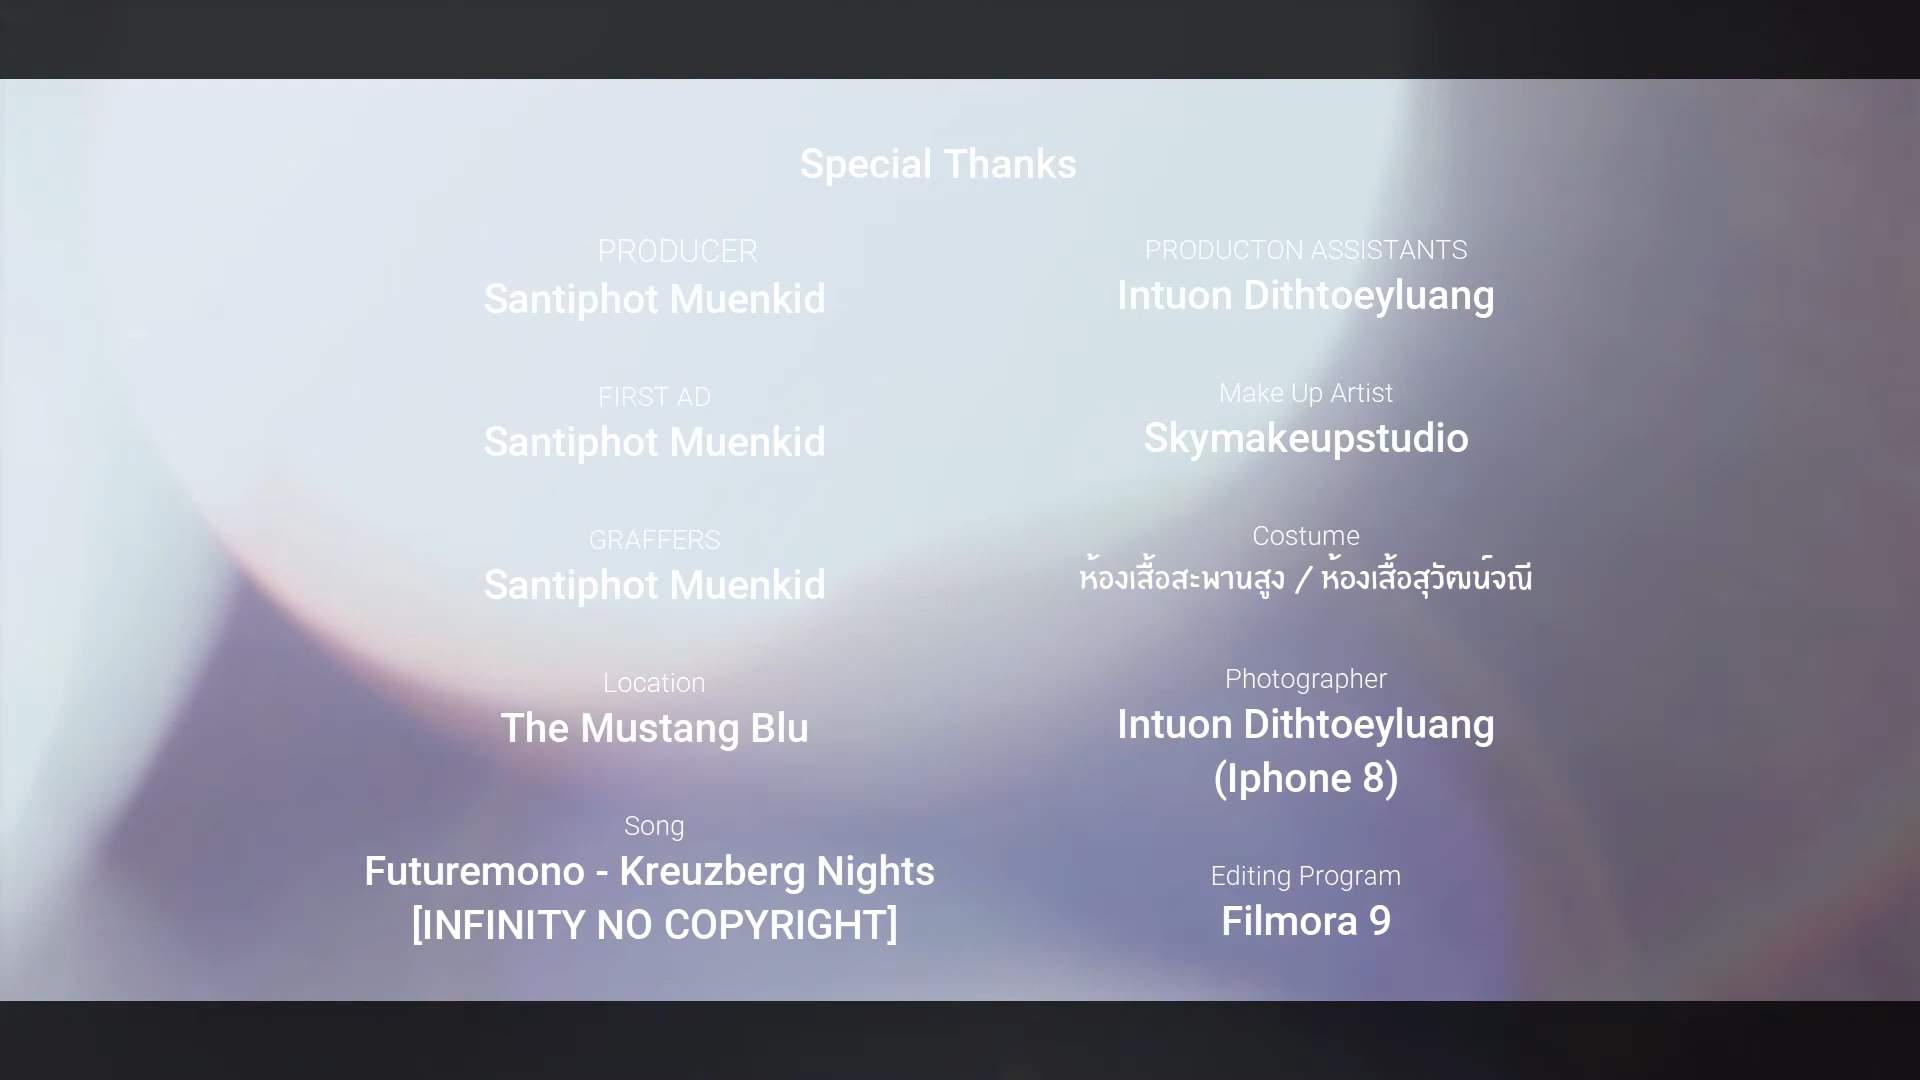 Special Thanks
PRODUCER
Santiphot Muenkid
FIRST AD
Santiphot Muenkid
GRAFFERS
Santiphot Muenkid
Location
The Mustang Blu
Song
Futuremono - Kreuzberg Nights
[INFINITY NO COPYRIGHT]
PRODUCTON ASSISTANTS
Intuon Dithtoeyluang
Make Up Artist
Skymakeupstudio
Costume
ห้องเสื้อสะพานสูง / ห้องเสื้อสุวัฒน์จณี
Photographer
Intuon Dithtoeyluang
(Iphone 8)
Editing Program
Filmora 9